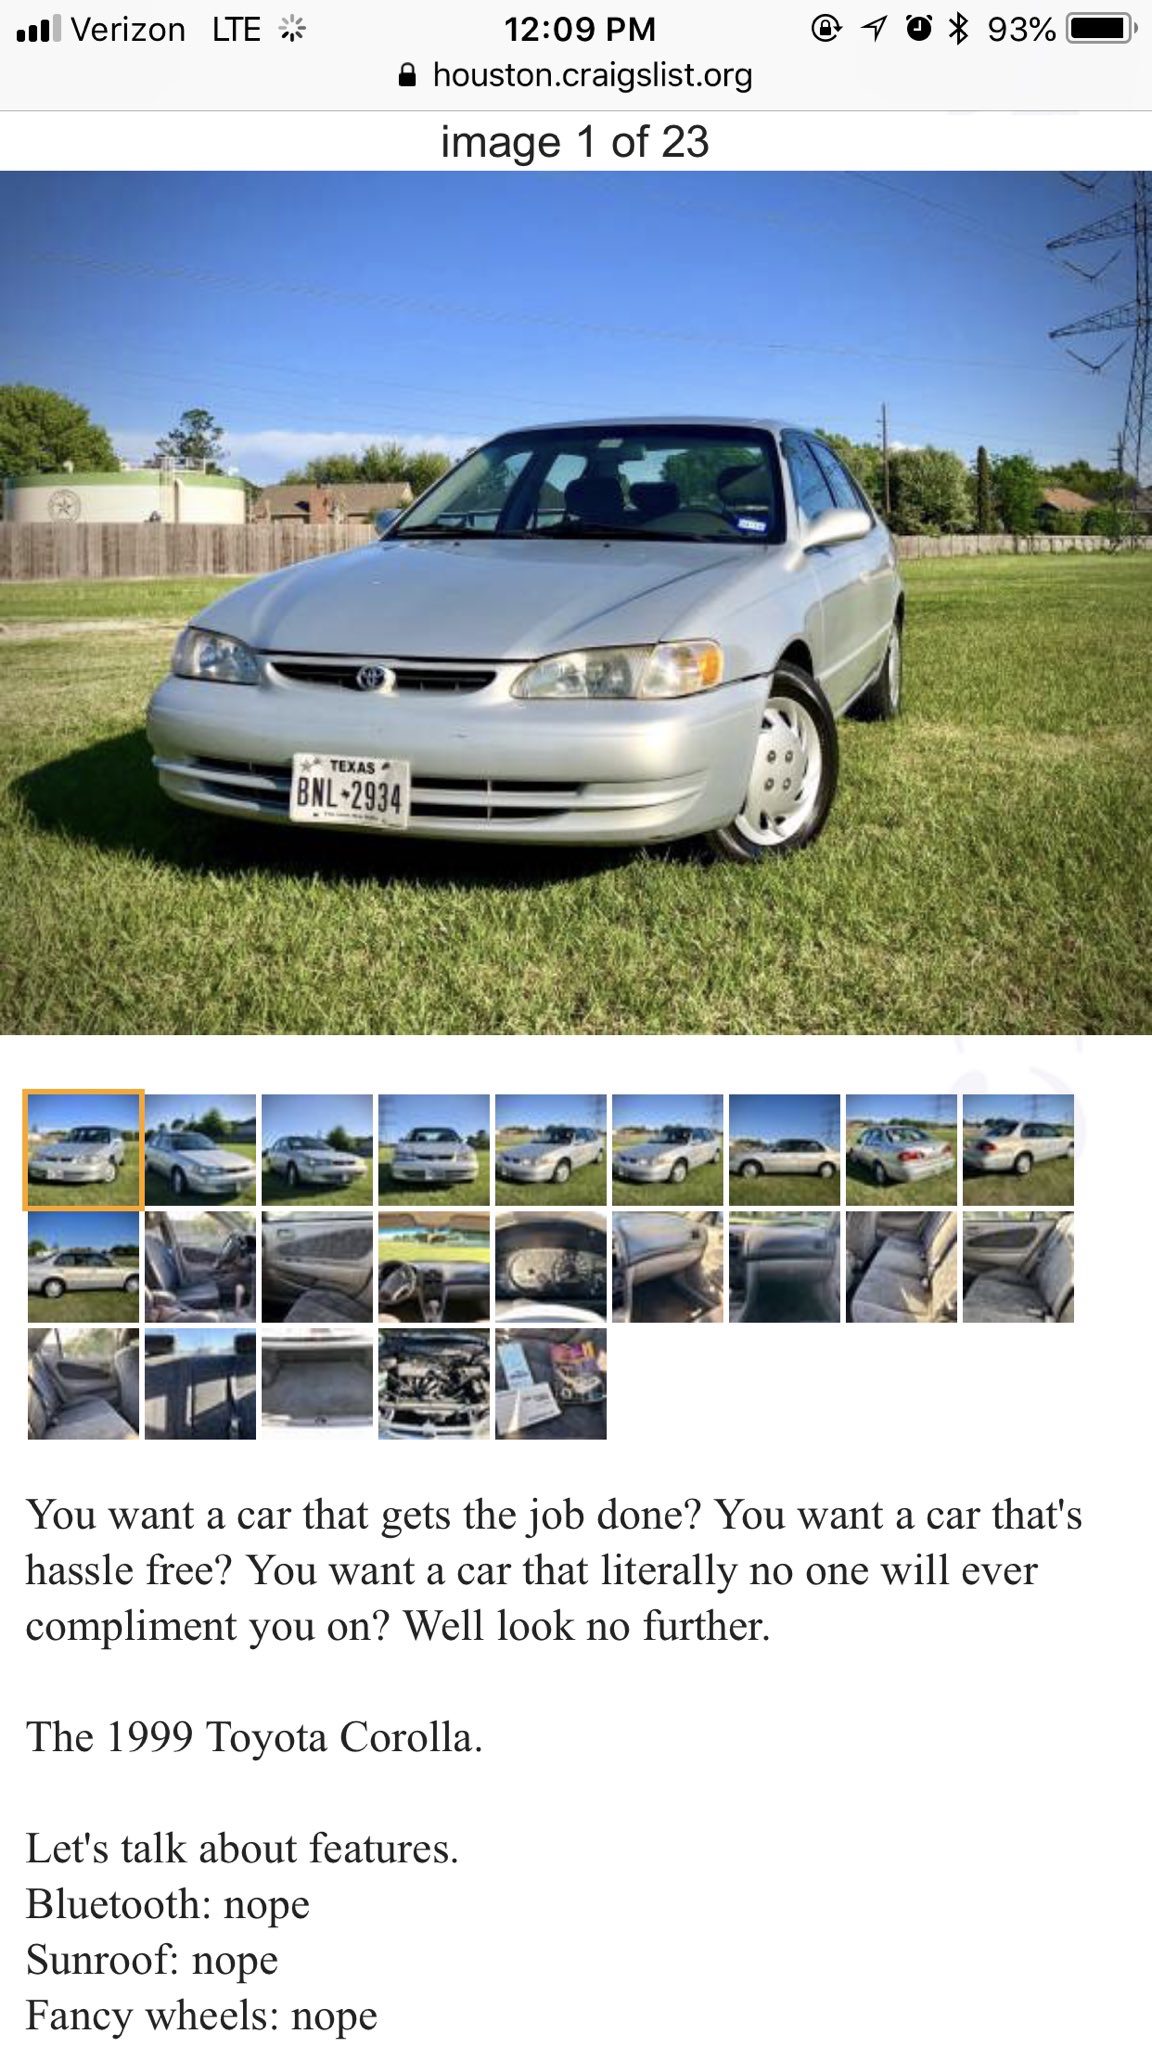 Verizon LTE 12:09 PM 93%
houston.craigslist.org
image 1 of 23
TEXAS
BNL 2934
You want a car that gets the job done? You want a car that's
hassle free? You want a car that literally no one will ever
compliment you on? Well look no further.
The 1999 Toyota Corolla.
Let's talk about features.
Bluetooth: nope
Sunroof: nope
Fancy wheels: nope